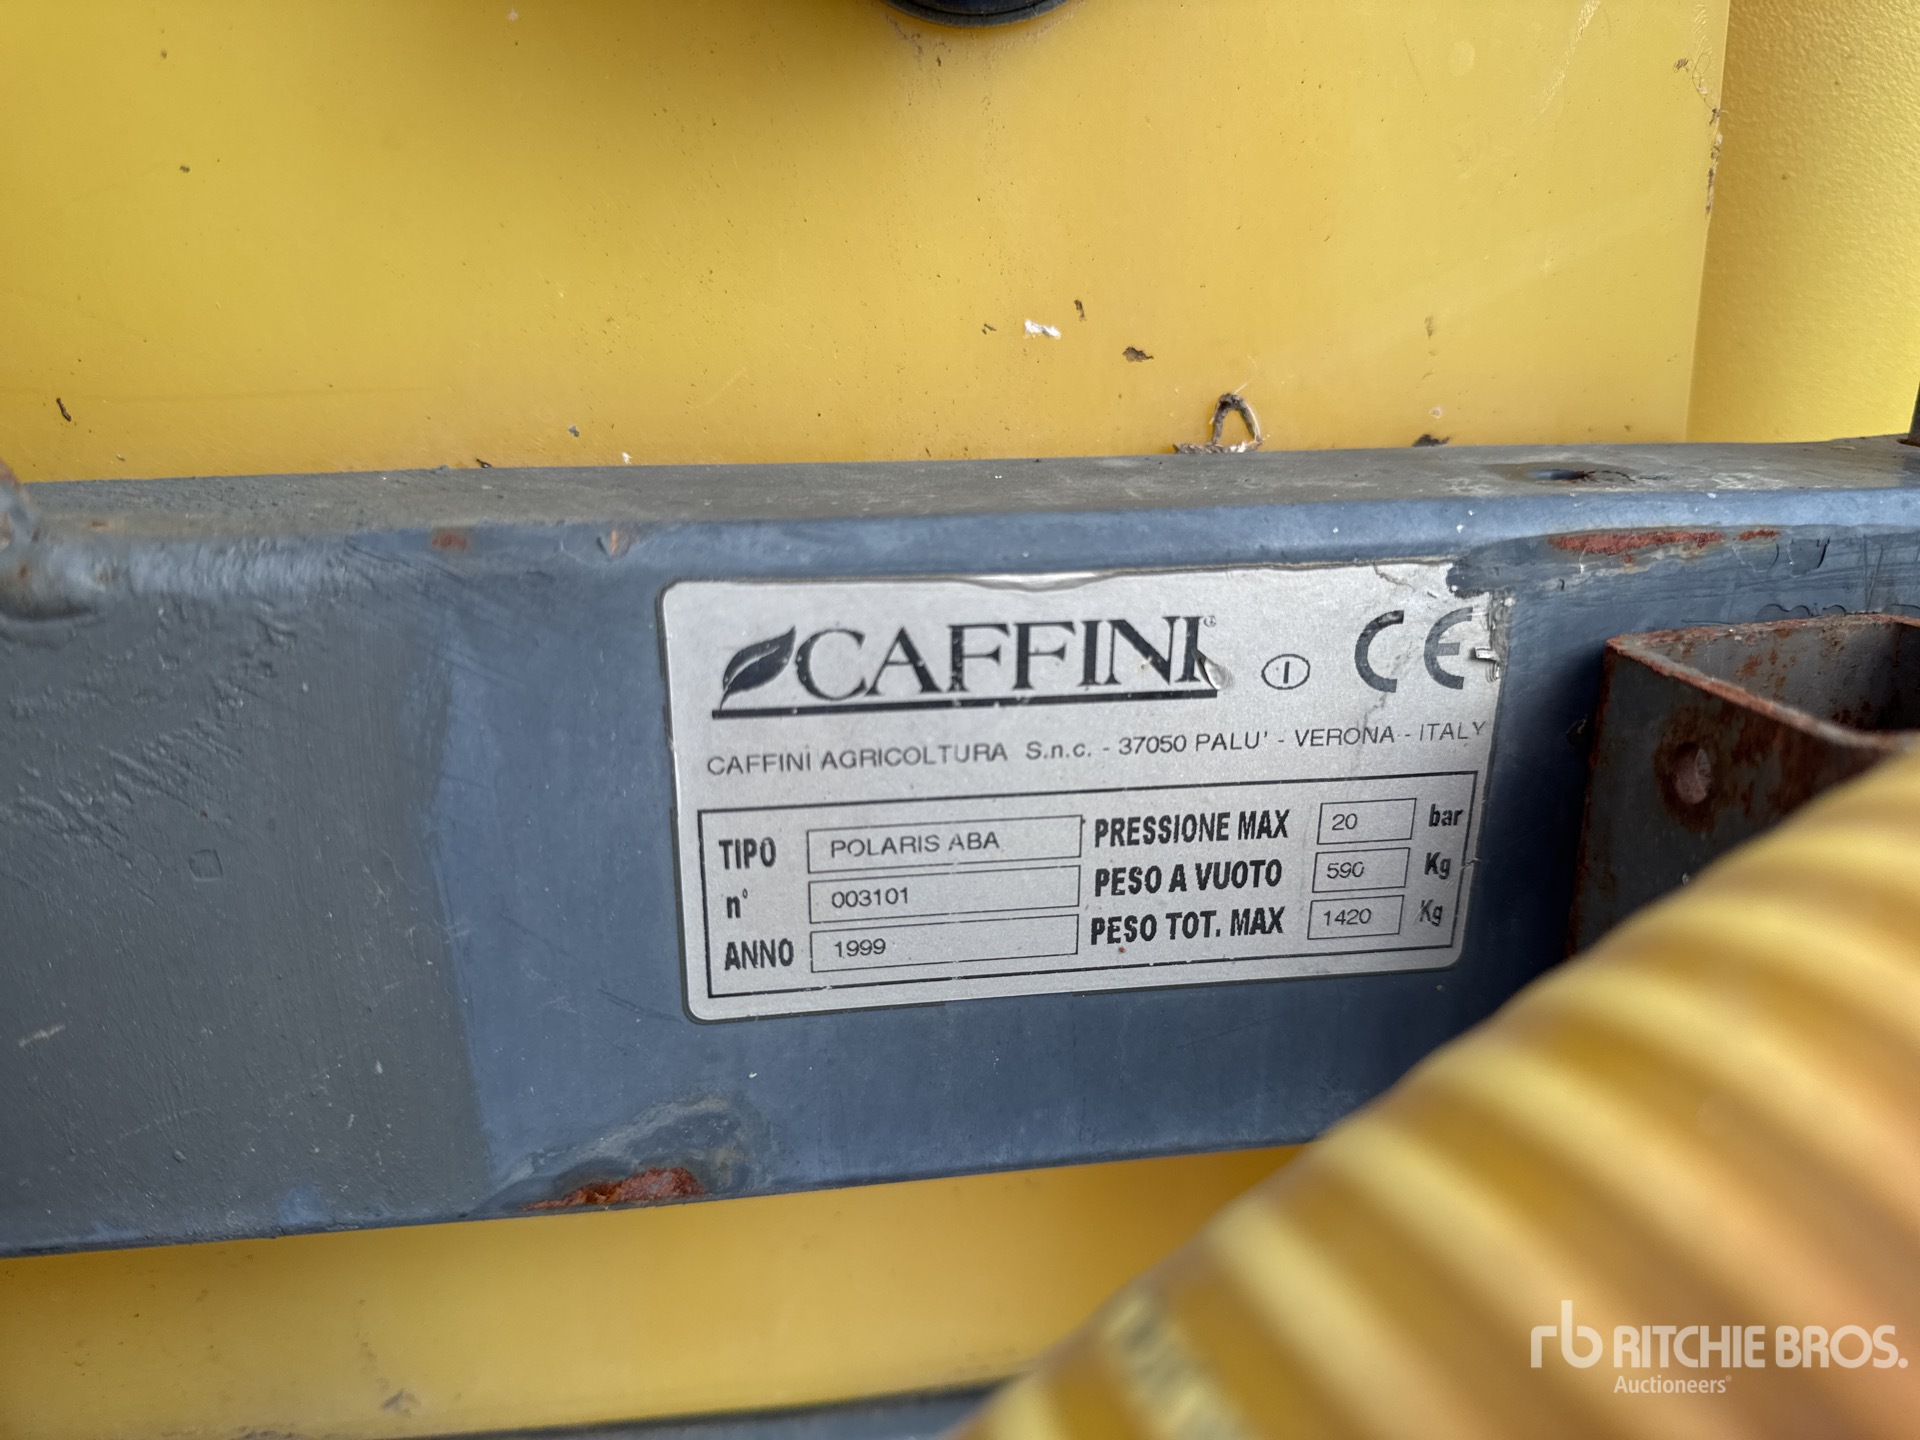 CAFFINI®
I CE
CAFFINI AGRICOLTURA S.n.c. - 37050 PALU' - VERONA - ITALY
TIPO POLARIS ABA PRESSIONE MAX 20 bar
n° 003101 PESO A VUOTO 590 Kg
ANNO 1999 PESO TOT. MAX 1420 Kg
rb RITCHIE BROS.
Auctioneers